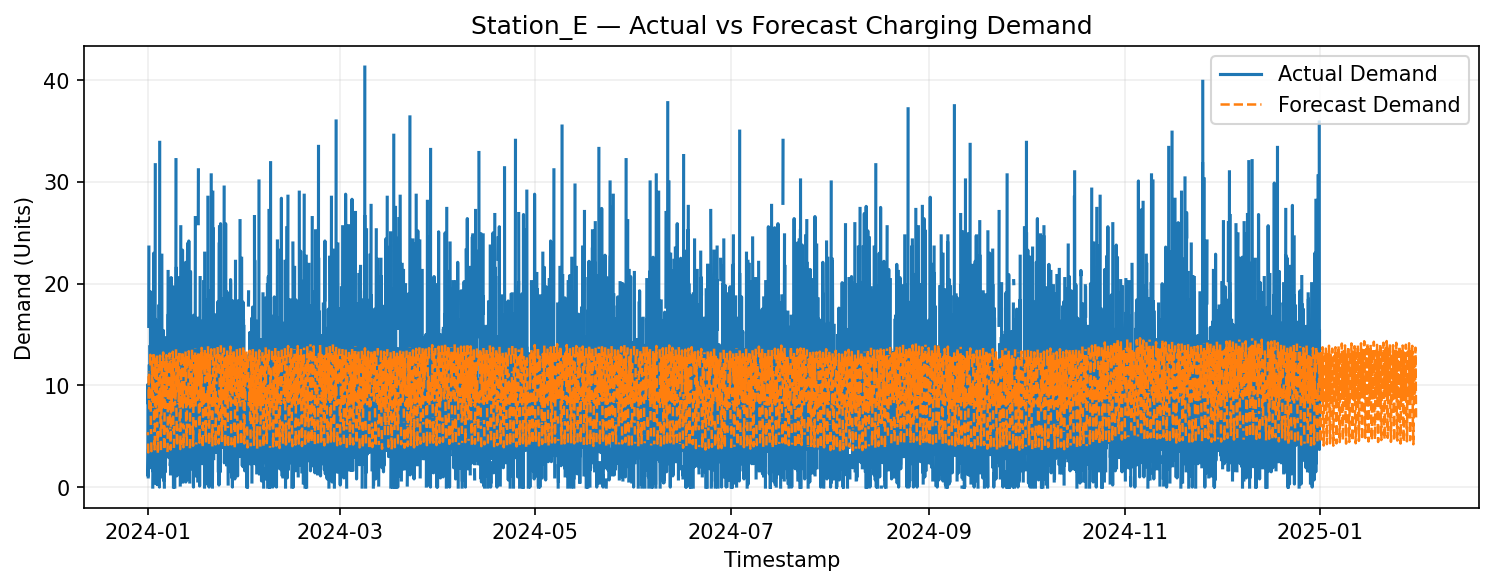 Station_E — Actual vs Forecast Charging Demand
Actual Demand
Forecast Demand
Demand (Units)
40
30
20
10
0
2024-01
2024-03
2024-05
2024-07
2024-09
2024-11
2025-01
Timestamp